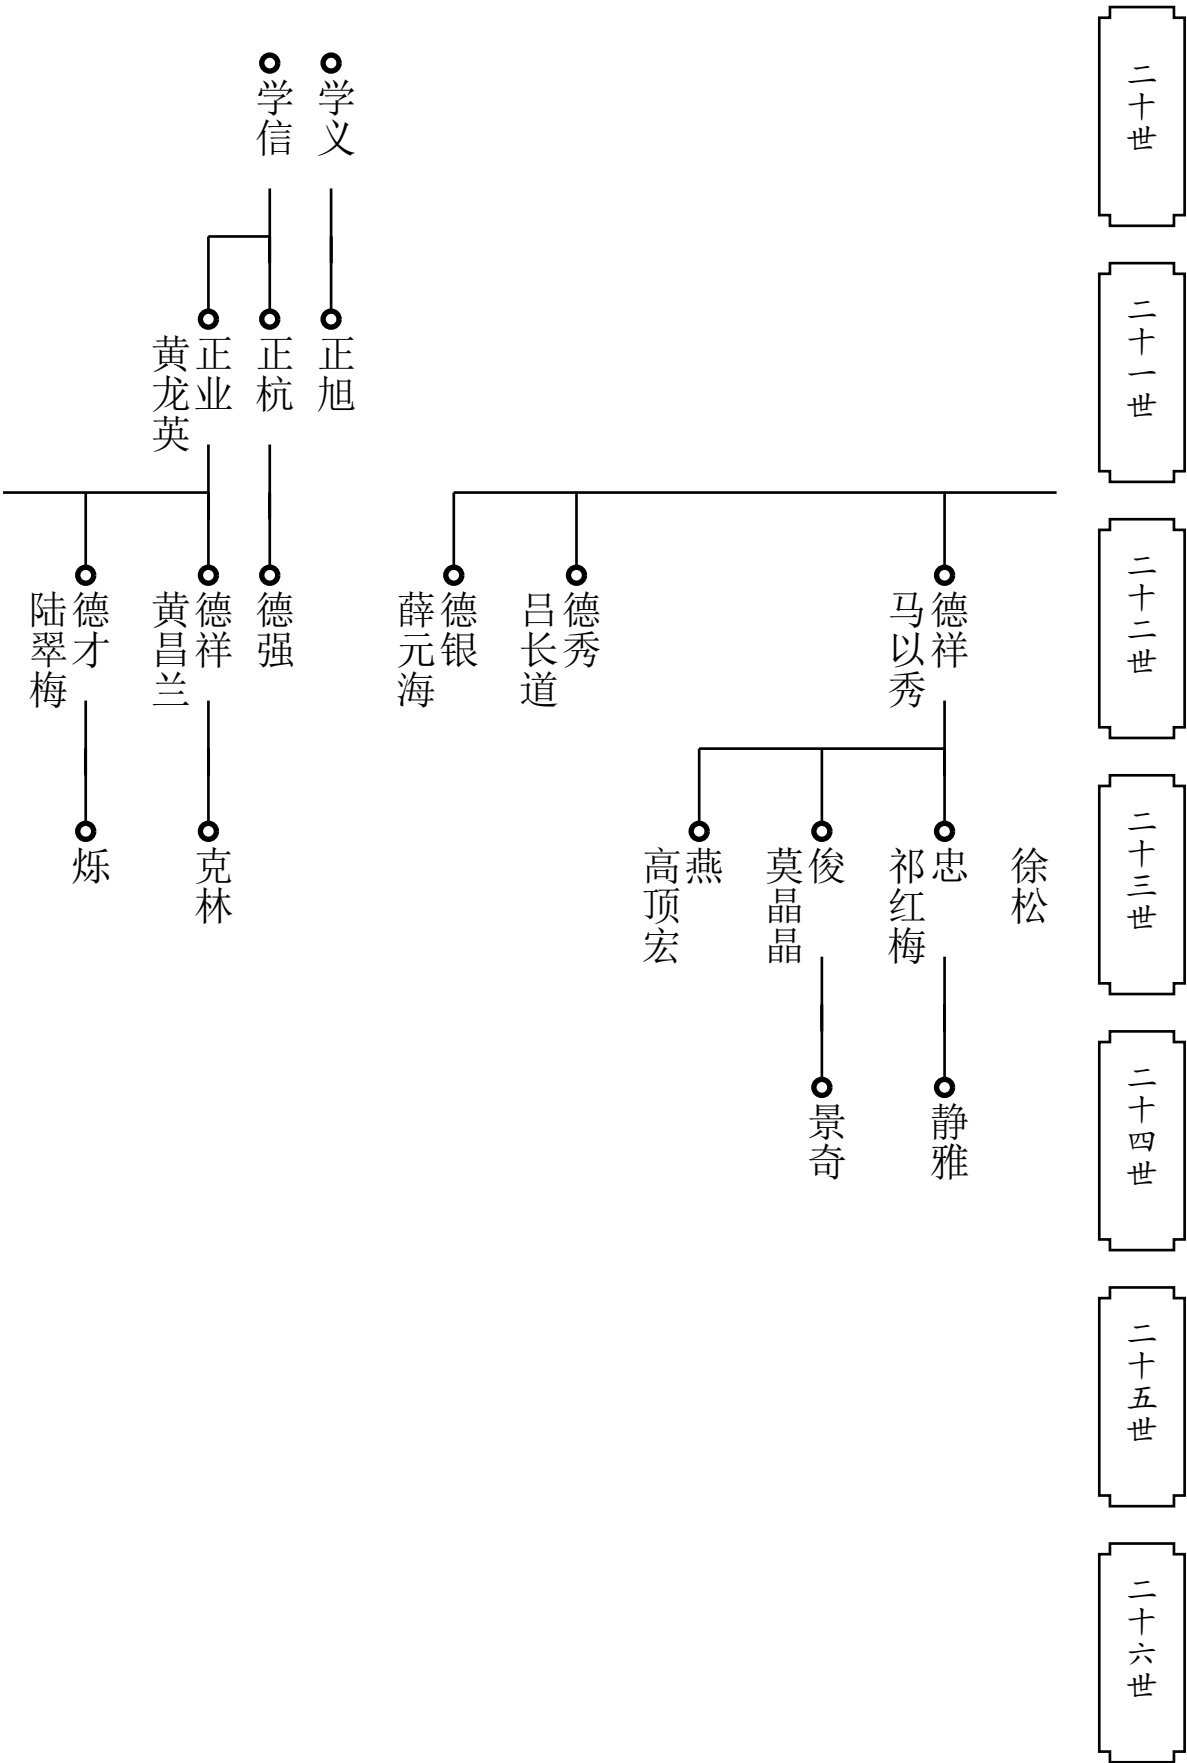 二十世
二十一世
二十二世
二十三世
二十四世
二十五世
二十六世
徐松
德祥
马以秀
忠
祁红梅
静雅
俊
莫晶晶
景奇
燕
高顶宏
德秀
吕长道
德银
薛元海
学义
正旭
学信
正杭
德强
正业
黄龙英
德祥
黄昌兰
克林
德才
陆翠梅
烁